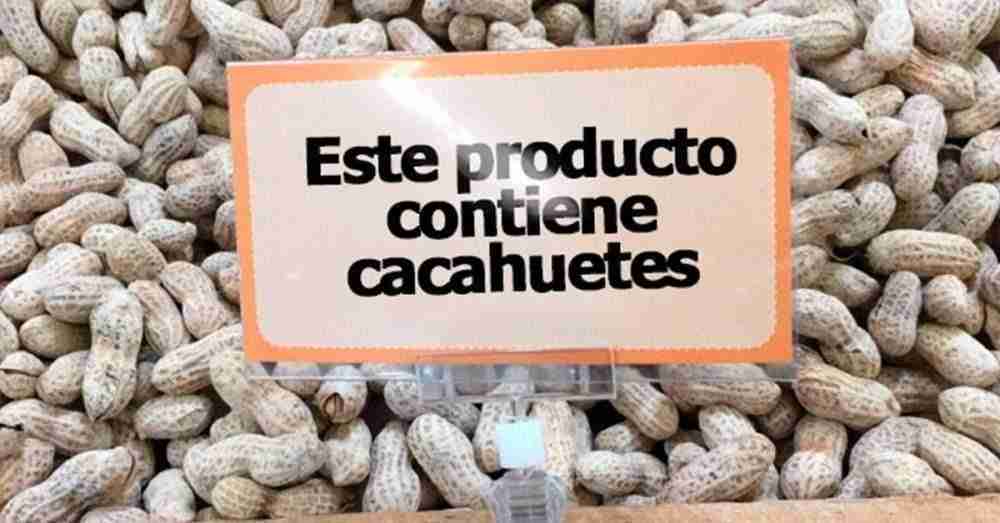 Este producto
contiene
cacahuetes